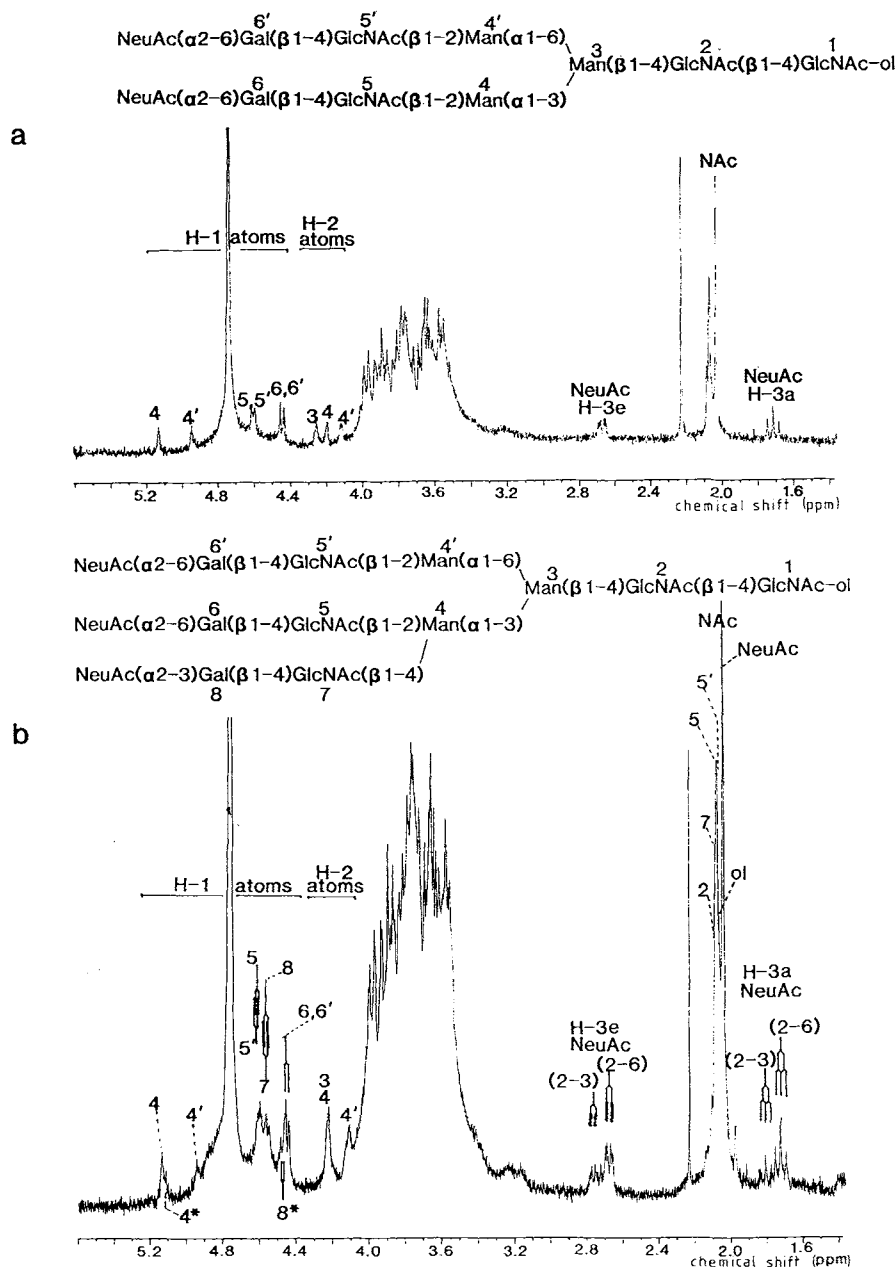 6' 5' 4'
NeuAc(α2-6)Gal(β1-4)GlcNAc(β1-2)Man(α1-6)
3 2 1
Man(β1-4)GlcNAc(β1-4)GlcNAc-ol
6 5 4
NeuAc(α2-6)Gal(β1-4)GlcNAc(β1-2)Man(α1-3)
a
NAc
H-2
H-1 atoms atoms
NeuAc
H-3e
NeuAc
H-3a
4 4' 5,5' 6,6' 3 4 4'
5.2 4.8 4.4 4.0 3.6 3.2 2.8 2.4 2.0 1.6
chemical shift (ppm)
6' 5' 4'
NeuAc(α2-6)Gal(β1-4)GlcNAc(β1-2)Man(α1-6)
3 2 1
Man(β1-4)GlcNAc(β1-4)GlcNAc-ol
6 5 4
NeuAc(α2-6)Gal(β1-4)GlcNAc(β1-2)Man(α1-3)
NAc
NeuAc
NeuAc(α2-3)Gal(β1-4)GlcNAc(β1-4)
8 7
b
5'
5
7
2
ol
H-2
H-1 atoms atoms
5 8
6,6'
5' 7
H-3e
NeuAc
(2-3) (2-6)
H-3a
NeuAc
(2-6)
(2-3)
4 4' 3
4 4'
4* 8*
5.2 4.8 4.4 4.0 3.6 3.2 2.8 2.4 2.0 1.6
chemical shift (ppm)